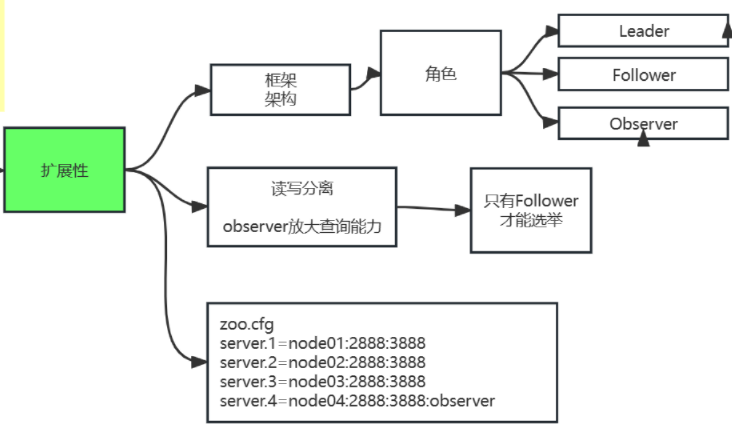 扩展性
框架
架构
角色
Leader
Follower
Observer
读写分离
observer放大查询能力
只有Follower
才能选举
zoo.cfg
server.1=node01:2888:3888
server.2=node02:2888:3888
server.3=node03:2888:3888
server.4=node04:2888:3888:observer